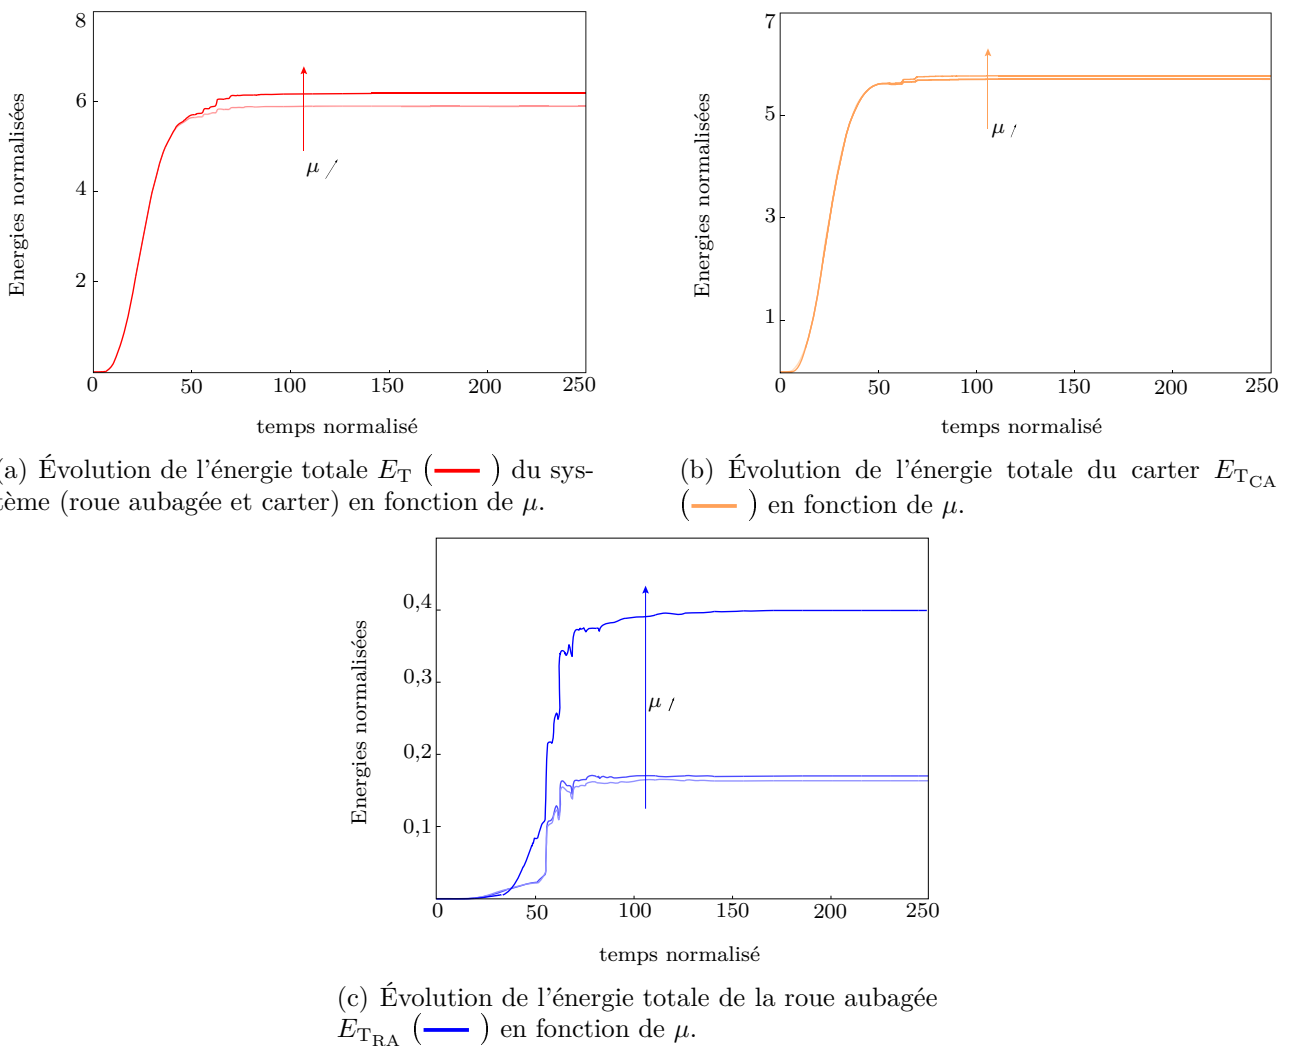 8
6
4
2
0
50
100
150
200
250
Energies normalisées
temps normalisé
μ
(a) Évolution de l'énergie totale E_T ( ) du sys-
tème (roue aubagée et carter) en fonction de μ.
7
5
3
1
0
50
100
150
200
250
Energies normalisées
temps normalisé
μ
(b) Évolution de l'énergie totale du carter E_TCA
( ) en fonction de μ.
0,4
0,3
0,2
0,1
0
50
100
150
200
250
Energies normalisées
temps normalisé
μ
(c) Évolution de l'énergie totale de la roue aubagée
E_TRA ( ) en fonction de μ.